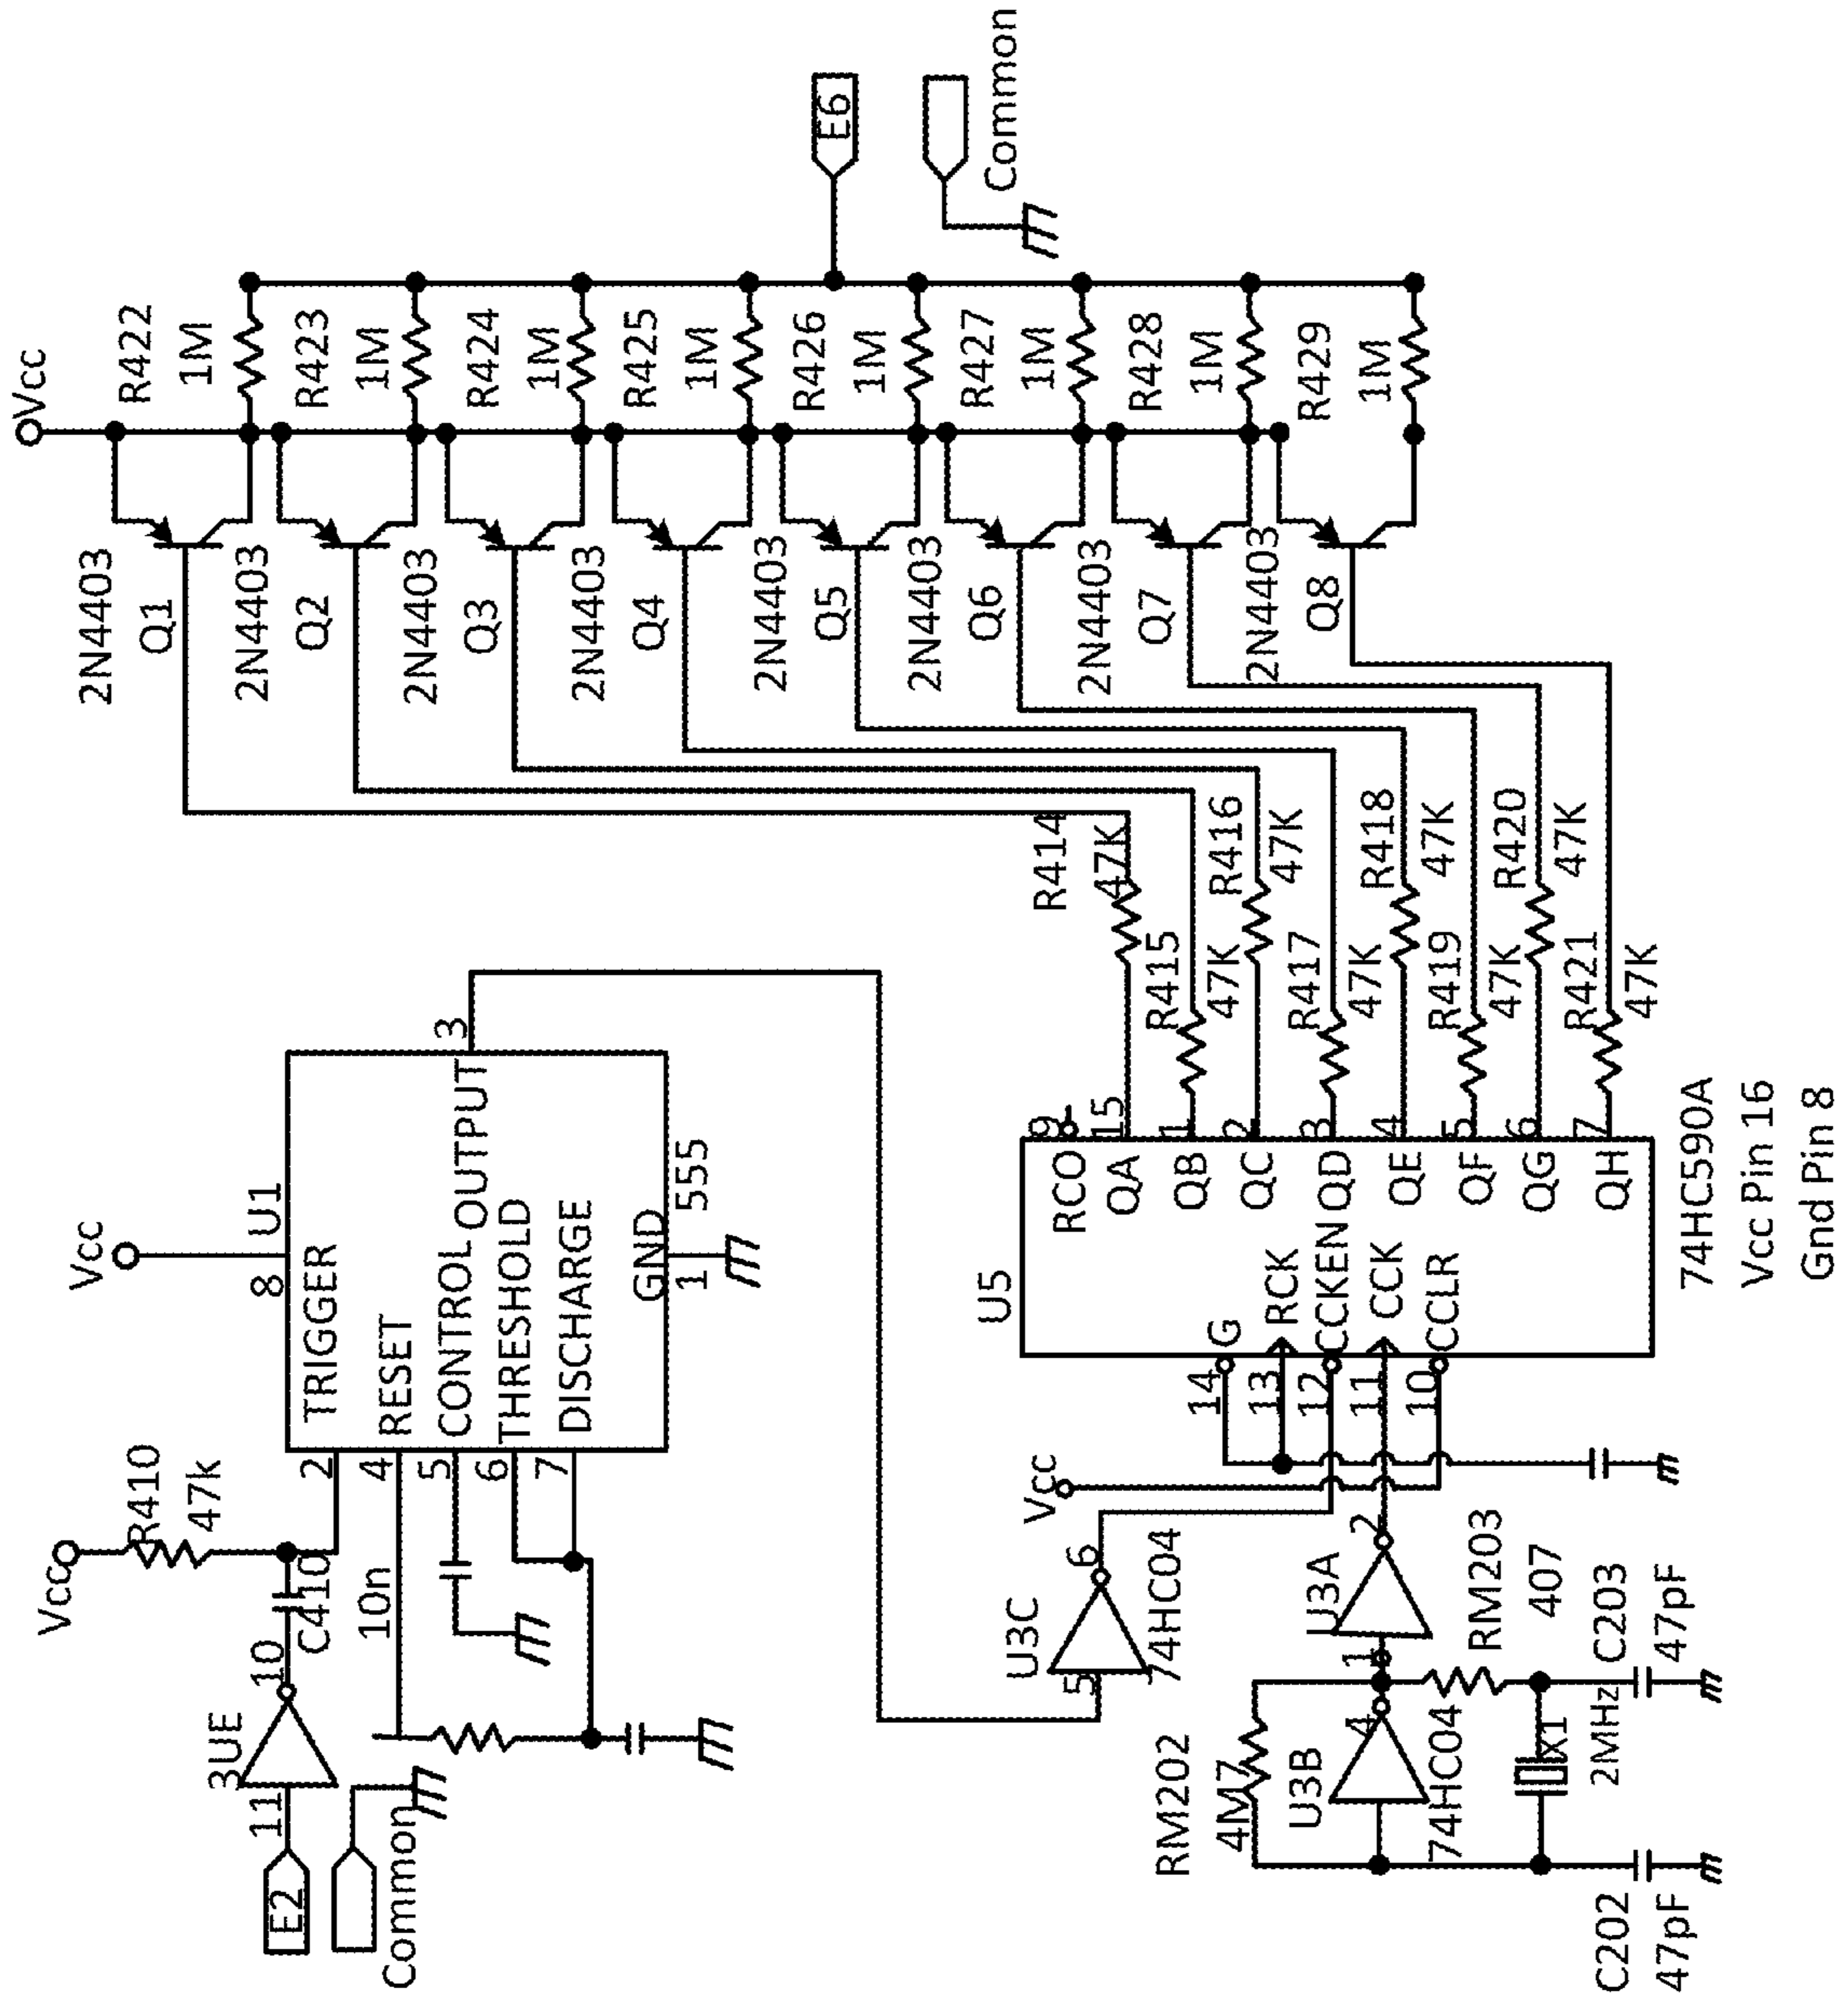 Vcc
R410
47k
C410
10n
E2
11
3UE
10
Common
Vcc
8
U1
2
TRIGGER
4
RESET
5
CONTROL
OUTPUT
3
6
THRESHOLD
7
DISCHARGE
GND
1
555
Vcc
R422
1M
R423
1M
R424
1M
R425
1M
R426
1M
R427
1M
R428
1M
R429
1M
E6
Common
2N4403
Q1
2N4403
Q2
2N4403
Q3
2N4403
Q4
2N4403
Q5
2N4403
Q6
2N4403
Q7
2N4403
Q8
R414
47K
R415
47K
R416
47K
R417
47K
R418
47K
R419
47K
R420
47K
R421
47K
U5
14
G
13
RCK
12
CCKEN
11
CCK
10
CCLR
RCO
9
QA
15
QB
1
QC
2
QD
3
QE
4
QF
5
QG
6
QH
7
74HC590A
Vcc Pin 16
Gnd Pin 8
Vcc
U3C
5
6
74HC04
U3A
1
2
RM203
407
RM202
4M7
U3B
4
74HC04
X1
2MHz
C203
47pF
C202
47pF